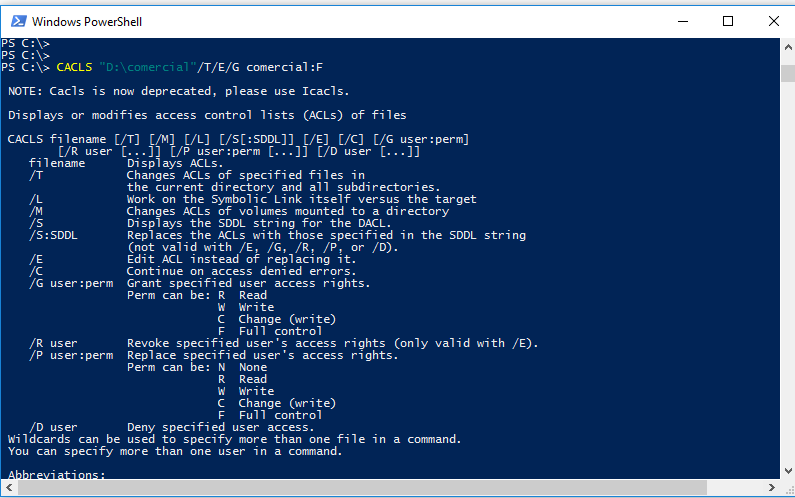 Windows PowerShell
PS C:\>
PS C:\>
PS C:\> CACLS "D:\comercial"/T/E/G comercial:F
NOTE: Cacls is now deprecated, please use Icacls.
Displays or modifies access control lists (ACLs) of files
CACLS filename [/T] [/M] [/L] [/S[:SDDL]] [/E] [/C] [/G user:perm]
[/R user [...]] [/P user:perm [...]] [/D user [...]]
filename Displays ACLs.
/T Changes ACLs of specified files in
the current directory and all subdirectories.
/L Work on the Symbolic Link itself versus the target
/M Changes ACLs of volumes mounted to a directory
/S Displays the SDDL string for the DACL.
/S:SDDL Replaces the ACLs with those specified in the SDDL string
(not valid with /E, /G, /R, /P, or /D).
/E Edit ACL instead of replacing it.
/C Continue on access denied errors.
/G user:perm Grant specified user access rights.
Perm can be: R Read
W Write
C Change (write)
F Full control
/R user Revoke specified user's access rights (only valid with /E).
/P user:perm Replace specified user's access rights.
Perm can be: N None
R Read
W Write
C Change (write)
F Full control
/D user Deny specified user access.
Wildcards can be used to specify more than one file in a command.
You can specify more than one user in a command.
Abbreviations: